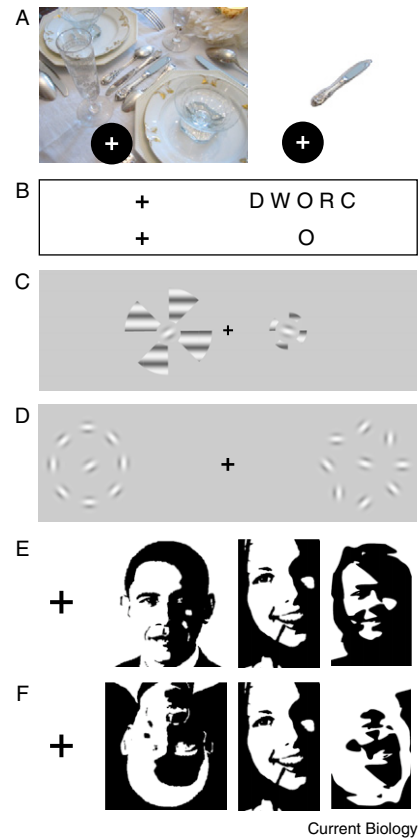 A
+ +
B
+ D W O R C
+ O
C
+
D
+
E
+
F
+
Current Biology